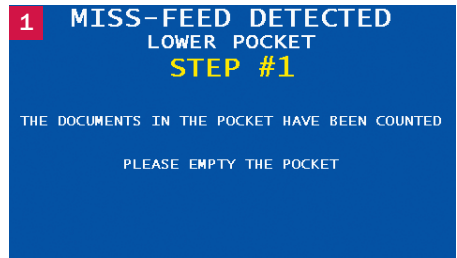 1
MISS-FEED DETECTED
LOWER POCKET
STEP #1
THE DOCUMENTS IN THE POCKET HAVE BEEN COUNTED
PLEASE EMPTY THE POCKET